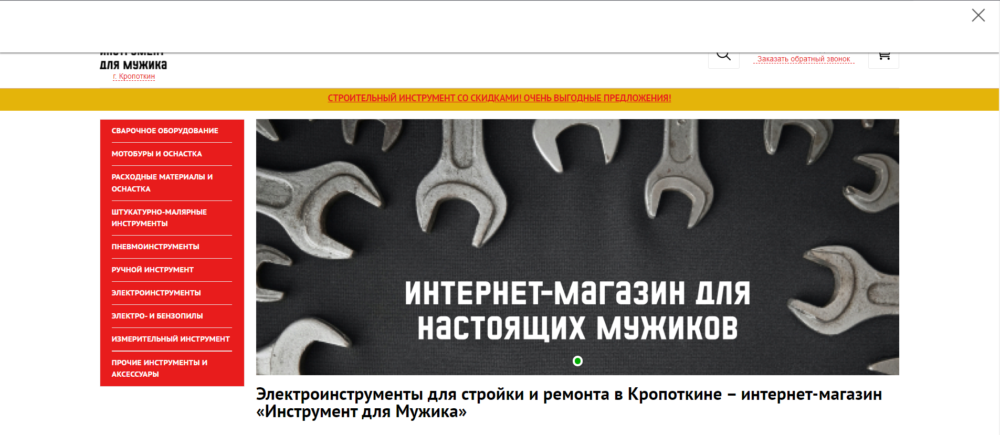 ИНСТРУМЕНТ
ДЛЯ МУЖИКА
г. Кропоткин
Заказать обратный звонок
СТРОИТЕЛЬНЫЙ ИНСТРУМЕНТ СО СКИДКАМИ! ОЧЕНЬ ВЫГОДНЫЕ ПРЕДЛОЖЕНИЯ!
СВАРОЧНОЕ ОБОРУДОВАНИЕ
МОТОБУРЫ И ОСНАСТКА
РАСХОДНЫЕ МАТЕРИАЛЫ И
ОСНАСТКА
ШТУКАТУРНО-МАЛЯРНЫЕ
ИНСТРУМЕНТЫ
ПНЕВМОИНСТРУМЕНТЫ
РУЧНОЙ ИНСТРУМЕНТ
ЭЛЕКТРОИНСТРУМЕНТЫ
ЭЛЕКТРО- И БЕНЗОПИЛЫ
ИЗМЕРИТЕЛЬНЫЙ ИНСТРУМЕНТ
ПРОЧИЕ ИНСТРУМЕНТЫ И
АКСЕССУАРЫ
ИНТЕРНЕТ-МАГАЗИН ДЛЯ
НАСТОЯЩИХ МУЖИКОВ
Электроинструменты для стройки и ремонта в Кропоткине – интернет-магазин
«Инструмент для Мужика»